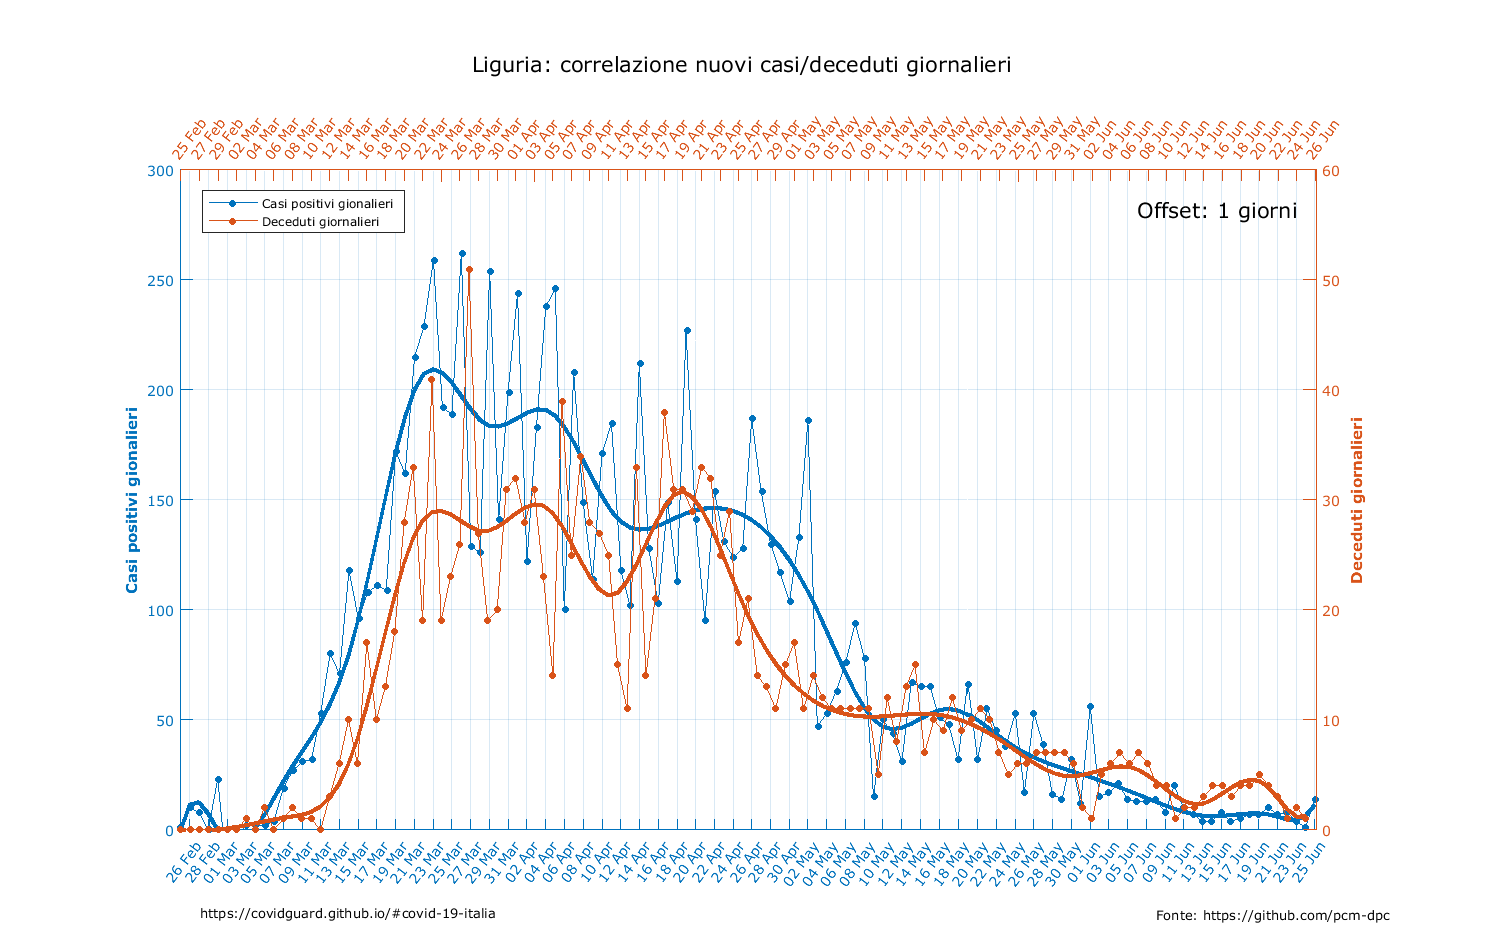 Liguria: correlazione nuovi casi/deceduti giornalieri
25 Feb
27 Feb
29 Feb
02 Mar
04 Mar
06 Mar
08 Mar
10 Mar
12 Mar
14 Mar
16 Mar
18 Mar
20 Mar
22 Mar
24 Mar
26 Mar
28 Mar
30 Mar
01 Apr
03 Apr
05 Apr
07 Apr
09 Apr
11 Apr
13 Apr
15 Apr
17 Apr
19 Apr
21 Apr
23 Apr
25 Apr
27 Apr
29 Apr
01 May
03 May
05 May
07 May
09 May
11 May
13 May
15 May
17 May
19 May
21 May
23 May
25 May
27 May
29 May
31 May
02 Jun
04 Jun
06 Jun
08 Jun
10 Jun
12 Jun
14 Jun
16 Jun
18 Jun
20 Jun
22 Jun
24 Jun
26 Jun
Casi positivi gionalieri
Deceduti giornalieri
Offset: 1 giorni
300
250
200
150
100
50
0
Casi positivi gionalieri
60
50
40
30
20
10
0
Deceduti giornalieri
26 Feb
28 Feb
01 Mar
03 Mar
05 Mar
07 Mar
09 Mar
11 Mar
13 Mar
15 Mar
17 Mar
19 Mar
21 Mar
23 Mar
25 Mar
27 Mar
29 Mar
31 Mar
02 Apr
04 Apr
06 Apr
08 Apr
10 Apr
12 Apr
14 Apr
16 Apr
18 Apr
20 Apr
22 Apr
24 Apr
26 Apr
28 Apr
30 Apr
02 May
04 May
06 May
08 May
10 May
12 May
14 May
16 May
18 May
20 May
22 May
24 May
26 May
28 May
30 May
01 Jun
03 Jun
05 Jun
07 Jun
09 Jun
11 Jun
13 Jun
15 Jun
17 Jun
19 Jun
21 Jun
23 Jun
25 Jun
https://covidguard.github.io/#covid-19-italia
Fonte: https://github.com/pcm-dpc